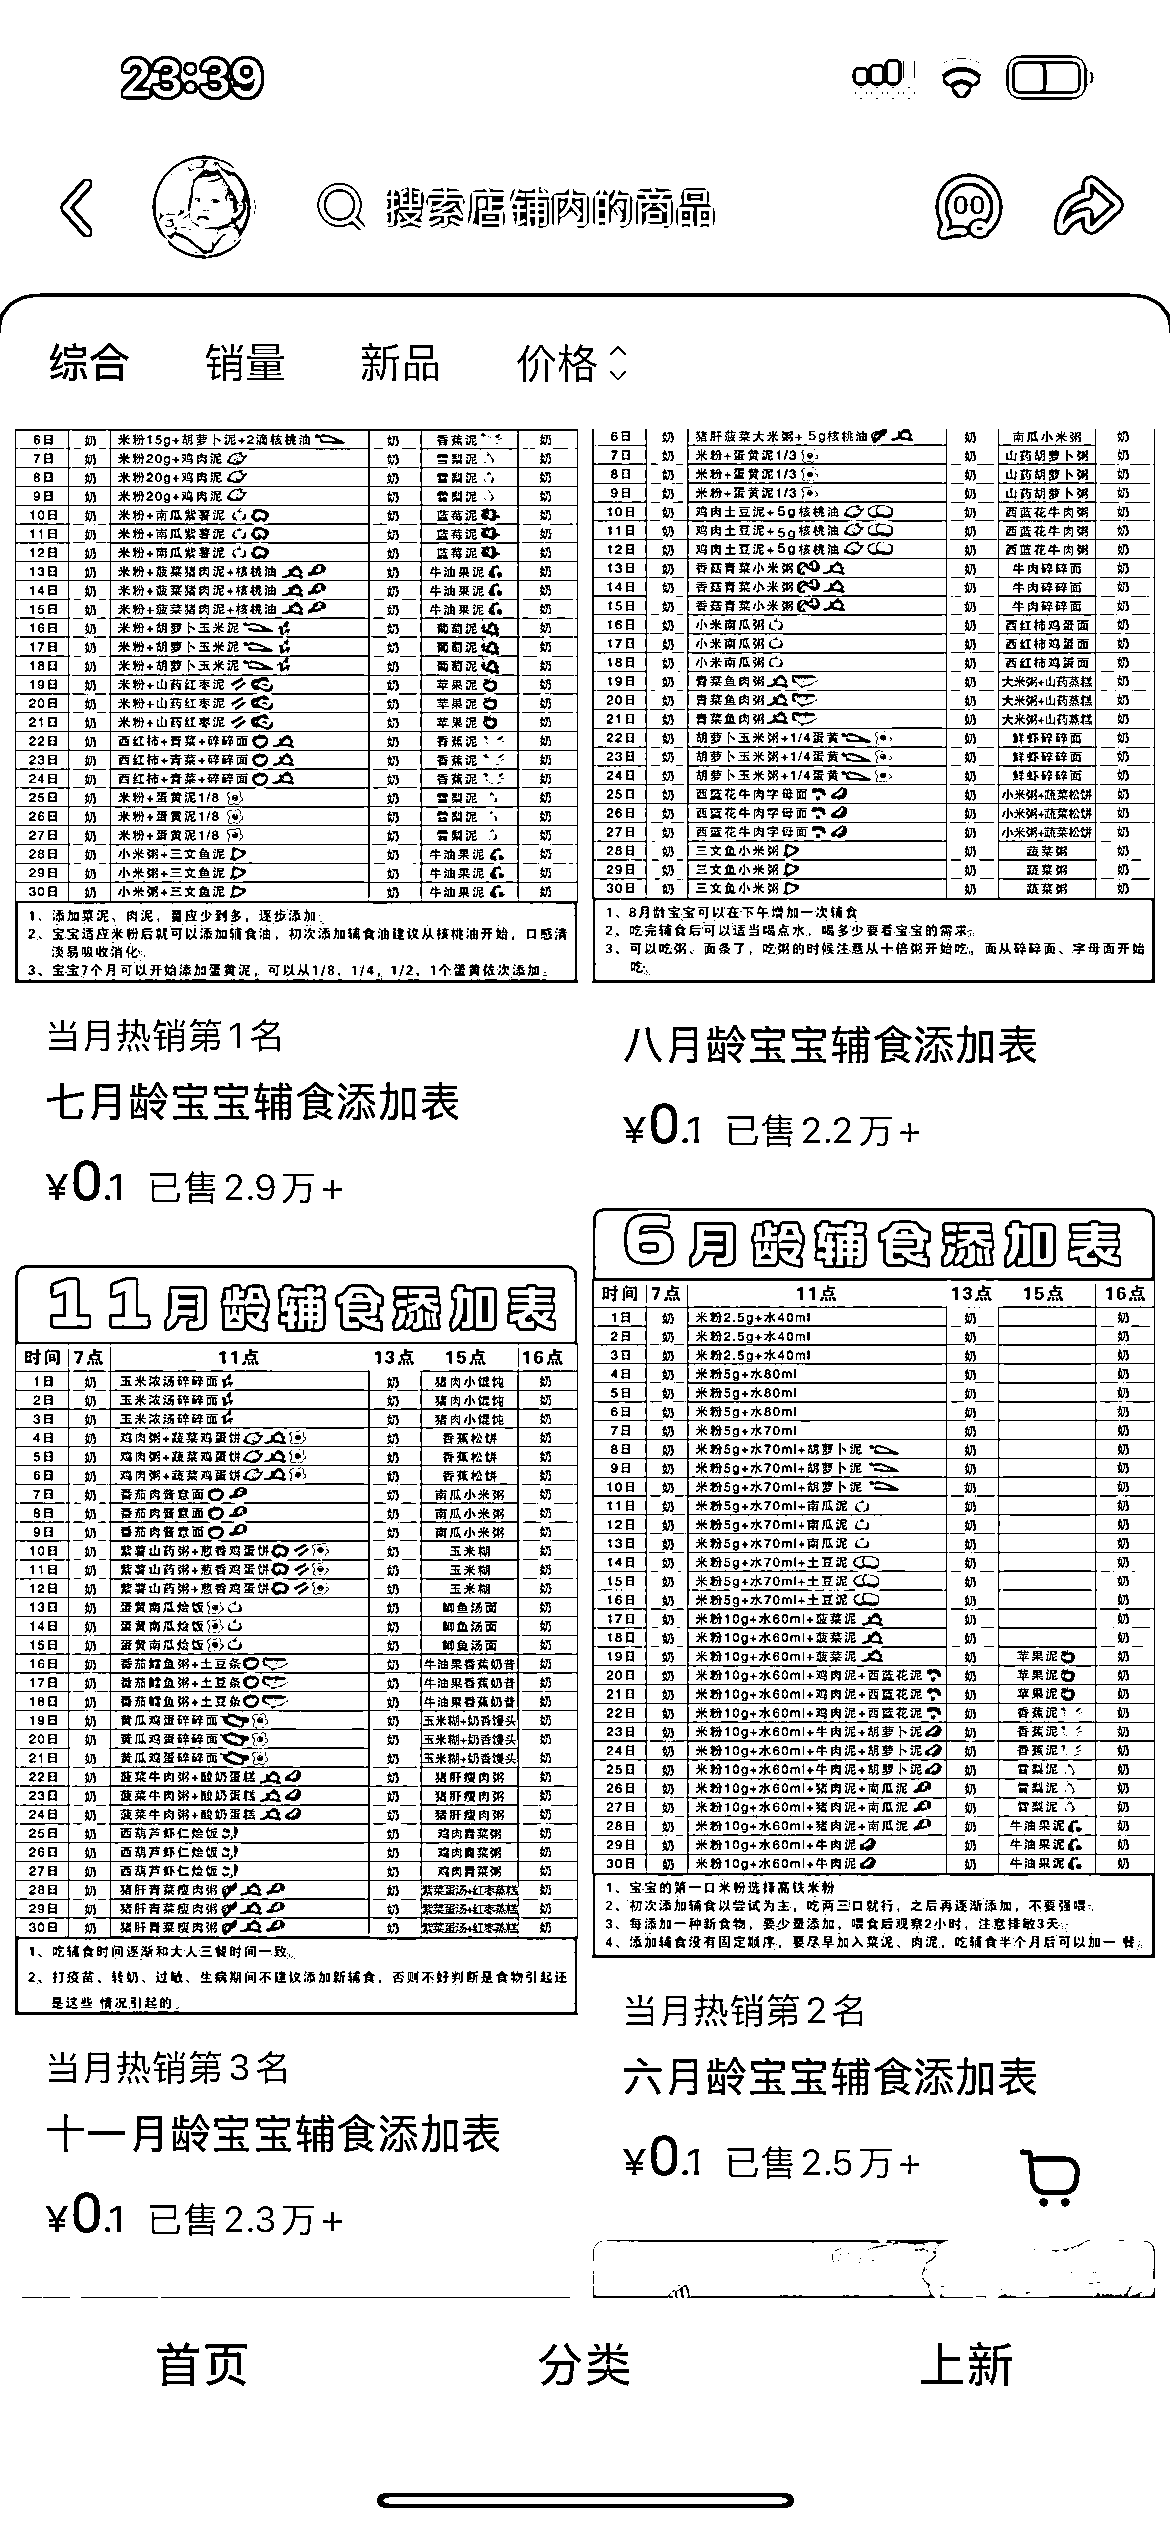 23:39
搜索店铺内的商品
综合 销量 新品 价格
6日 奶 米粉15g+胡萝卜泥+2滴核桃油 奶 香蕉泥 奶
7日 奶 米粉20g+鸡肉泥 奶 雪梨泥 奶
8日 奶 米粉20g+鸡肉泥 奶 雪梨泥 奶
9日 奶 米粉20g+鸡肉泥 奶 雪梨泥 奶
10日 奶 米粉+南瓜紫薯泥 奶 蓝莓泥 奶
11日 奶 米粉+南瓜紫薯泥 奶 蓝莓泥 奶
12日 奶 米粉+南瓜紫薯泥 奶 蓝莓泥 奶
13日 奶 米粉+菠菜猪肉泥+核桃油 奶 牛油果泥 奶
14日 奶 米粉+菠菜猪肉泥+核桃油 奶 牛油果泥 奶
15日 奶 米粉+菠菜猪肉泥+核桃油 奶 牛油果泥 奶
16日 奶 米粉+胡萝卜玉米泥 奶 葡萄泥 奶
17日 奶 米粉+胡萝卜玉米泥 奶 葡萄泥 奶
18日 奶 米粉+胡萝卜玉米泥 奶 葡萄泥 奶
19日 奶 米粉+山药红枣泥 奶 苹果泥 奶
20日 奶 米粉+山药红枣泥 奶 苹果泥 奶
21日 奶 米粉+山药红枣泥 奶 苹果泥 奶
22日 奶 西红柿+青菜+碎碎面 奶 香蕉泥 奶
23日 奶 西红柿+青菜+碎碎面 奶 香蕉泥 奶
24日 奶 西红柿+青菜+碎碎面 奶 香蕉泥 奶
25日 奶 米粉+蛋黄泥1/8 奶 雪梨泥 奶
26日 奶 米粉+蛋黄泥1/8 奶 雪梨泥 奶
27日 奶 米粉+蛋黄泥1/8 奶 雪梨泥 奶
28日 奶 小米粥+三文鱼泥 奶 牛油果泥 奶
29日 奶 小米粥+三文鱼泥 奶 牛油果泥 奶
30日 奶 小米粥+三文鱼泥 奶 牛油果泥 奶
1、添加菜泥、肉泥，量应少到多，逐步添加。
2、宝宝适应米粉后就可以添加辅食油，初次添加辅食油建议从核桃油开始，口感清
淡易吸收消化。
3、宝宝7个月可以开始添加蛋黄泥，可以从1/8、1/4、1/2、1个蛋黄依次添加。
当月热销第1名
七月龄宝宝辅食添加表
¥0.1 已售2.9万+
6日 奶 猪肝菠菜大米粥+ 5g核桃油 奶 南瓜小米粥 奶
7日 奶 米粉+蛋黄泥1/3 奶 山药胡萝卜粥 奶
8日 奶 米粉+蛋黄泥1/3 奶 山药胡萝卜粥 奶
9日 奶 米粉+蛋黄泥1/3 奶 山药胡萝卜粥 奶
10日 奶 鸡肉土豆泥+5g核桃油 奶 西蓝花牛肉粥 奶
11日 奶 鸡肉土豆泥+5g核桃油 奶 西蓝花牛肉粥 奶
12日 奶 鸡肉土豆泥+5g核桃油 奶 西蓝花牛肉粥 奶
13日 奶 香菇青菜小米粥 奶 牛肉碎碎面 奶
14日 奶 香菇青菜小米粥 奶 牛肉碎碎面 奶
15日 奶 香菇青菜小米粥 奶 牛肉碎碎面 奶
16日 奶 小米南瓜粥 奶 西红柿鸡蛋面 奶
17日 奶 小米南瓜粥 奶 西红柿鸡蛋面 奶
18日 奶 小米南瓜粥 奶 西红柿鸡蛋面 奶
19日 奶 青菜鱼肉粥 奶 大米粥+山药蒸糕 奶
20日 奶 青菜鱼肉粥 奶 大米粥+山药蒸糕 奶
21日 奶 青菜鱼肉粥 奶 大米粥+山药蒸糕 奶
22日 奶 胡萝卜玉米粥+1/4蛋黄 奶 鲜虾碎碎面 奶
23日 奶 胡萝卜玉米粥+1/4蛋黄 奶 鲜虾碎碎面 奶
24日 奶 胡萝卜玉米粥+1/4蛋黄 奶 鲜虾碎碎面 奶
25日 奶 西蓝花牛肉字母面 奶 小米粥+蔬菜松饼 奶
26日 奶 西蓝花牛肉字母面 奶 小米粥+蔬菜松饼 奶
27日 奶 西蓝花牛肉字母面 奶 小米粥+蔬菜松饼 奶
28日 奶 三文鱼小米粥 奶 蔬菜粥 奶
29日 奶 三文鱼小米粥 奶 蔬菜粥 奶
30日 奶 三文鱼小米粥 奶 蔬菜粥 奶
1、8月龄宝宝可以在下午增加一次辅食
2、吃完辅食后可以适当喝点水，喝多少要看宝宝的需求。
3、可以吃粥、面条了，吃粥的时候注意从十倍粥开始吃。面从碎碎面、字母面开始
吃。
八月龄宝宝辅食添加表
¥0.1 已售2.2万+
11月龄辅食添加表
时间 7点 11点 13点 15点 16点
1日 奶 玉米浓汤碎碎面 奶 猪肉小馄饨 奶
2日 奶 玉米浓汤碎碎面 奶 猪肉小馄饨 奶
3日 奶 玉米浓汤碎碎面 奶 猪肉小馄饨 奶
4日 奶 鸡肉粥+蔬菜鸡蛋饼 奶 香蕉松饼 奶
5日 奶 鸡肉粥+蔬菜鸡蛋饼 奶 香蕉松饼 奶
6日 奶 鸡肉粥+蔬菜鸡蛋饼 奶 香蕉松饼 奶
7日 奶 番茄肉酱意面 奶 南瓜小米粥 奶
8日 奶 番茄肉酱意面 奶 南瓜小米粥 奶
9日 奶 番茄肉酱意面 奶 南瓜小米粥 奶
10日 奶 紫薯山药粥+葱香鸡蛋饼 奶 玉米糊 奶
11日 奶 紫薯山药粥+葱香鸡蛋饼 奶 玉米糊 奶
12日 奶 紫薯山药粥+葱香鸡蛋饼 奶 玉米糊 奶
13日 奶 蛋黄南瓜烩饭 奶 鲫鱼汤面 奶
14日 奶 蛋黄南瓜烩饭 奶 鲫鱼汤面 奶
15日 奶 蛋黄南瓜烩饭 奶 鲫鱼汤面 奶
16日 奶 番茄鳕鱼粥+土豆条 奶 牛油果香蕉奶昔 奶
17日 奶 番茄鳕鱼粥+土豆条 奶 牛油果香蕉奶昔 奶
18日 奶 番茄鳕鱼粥+土豆条 奶 牛油果香蕉奶昔 奶
19日 奶 黄瓜鸡蛋碎碎面 奶 玉米糊+奶香馒头 奶
20日 奶 黄瓜鸡蛋碎碎面 奶 玉米糊+奶香馒头 奶
21日 奶 黄瓜鸡蛋碎碎面 奶 玉米糊+奶香馒头 奶
22日 奶 菠菜牛肉粥+酸奶蛋糕 奶 猪肝瘦肉粥 奶
23日 奶 菠菜牛肉粥+酸奶蛋糕 奶 猪肝瘦肉粥 奶
24日 奶 菠菜牛肉粥+酸奶蛋糕 奶 猪肝瘦肉粥 奶
25日 奶 西葫芦虾仁烩饭 奶 鸡肉青菜粥 奶
26日 奶 西葫芦虾仁烩饭 奶 鸡肉青菜粥 奶
27日 奶 西葫芦虾仁烩饭 奶 鸡肉青菜粥 奶
28日 奶 猪肝青菜瘦肉粥 奶 紫菜蛋汤+红枣蒸糕 奶
29日 奶 猪肝青菜瘦肉粥 奶 紫菜蛋汤+红枣蒸糕 奶
30日 奶 猪肝青菜瘦肉粥 奶 紫菜蛋汤+红枣蒸糕 奶
1、吃辅食时间逐渐和大人三餐时间一致。
2、打疫苗、转奶、过敏、生病期间不建议添加新辅食，否则不好判断是食物引起还
是这些 情况引起的。
当月热销第3名
十一月龄宝宝辅食添加表
¥0.1 已售2.3万+
6月龄辅食添加表
时间 7点 11点 13点 15点 16点
1日 奶 米粉2.5g+水40ml 奶 奶
2日 奶 米粉2.5g+水40ml 奶 奶
3日 奶 米粉2.5g+水40ml 奶 奶
4日 奶 米粉5g+水80ml 奶 奶
5日 奶 米粉5g+水80ml 奶 奶
6日 奶 米粉5g+水80ml 奶 奶
7日 奶 米粉5g+水70ml 奶 奶
8日 奶 米粉5g+水70ml+胡萝卜泥 奶 奶
9日 奶 米粉5g+水70ml+胡萝卜泥 奶 奶
10日 奶 米粉5g+水70ml+胡萝卜泥 奶 奶
11日 奶 米粉5g+水70ml+南瓜泥 奶 奶
12日 奶 米粉5g+水70ml+南瓜泥 奶 奶
13日 奶 米粉5g+水70ml+南瓜泥 奶 奶
14日 奶 米粉5g+水70ml+土豆泥 奶 奶
15日 奶 米粉5g+水70ml+土豆泥 奶 奶
16日 奶 米粉5g+水70ml+土豆泥 奶 奶
17日 奶 米粉10g+水60ml+菠菜泥 奶 奶
18日 奶 米粉10g+水60ml+菠菜泥 奶 奶
19日 奶 米粉10g+水60ml+菠菜泥 奶 苹果泥 奶
20日 奶 米粉10g+水60ml+鸡肉泥+西蓝花泥 奶 苹果泥 奶
21日 奶 米粉10g+水60ml+鸡肉泥+西蓝花泥 奶 苹果泥 奶
22日 奶 米粉10g+水60ml+鸡肉泥+西蓝花泥 奶 香蕉泥 奶
23日 奶 米粉10g+水60ml+牛肉泥+胡萝卜泥 奶 香蕉泥 奶
24日 奶 米粉10g+水60ml+牛肉泥+胡萝卜泥 奶 香蕉泥 奶
25日 奶 米粉10g+水60ml+牛肉泥+胡萝卜泥 奶 雪梨泥 奶
26日 奶 米粉10g+水60ml+猪肉泥+南瓜泥 奶 雪梨泥 奶
27日 奶 米粉10g+水60ml+猪肉泥+南瓜泥 奶 雪梨泥 奶
28日 奶 米粉10g+水60ml+猪肉泥+南瓜泥 奶 牛油果泥 奶
29日 奶 米粉10g+水60ml+牛肉泥 奶 牛油果泥 奶
30日 奶 米粉10g+水60ml+牛肉泥 奶 牛油果泥 奶
1、宝宝的第一口米粉选择高铁米粉
2、初次添加辅食以尝试为主，吃两三口就行，之后再逐渐添加，不要强喂。
3、每添加一种新食物，要少量添加，喂食后观察2小时，注意排敏3天。
4、添加辅食没有固定顺序，要尽早加入菜泥、肉泥，吃辅食半个月后可以加一 餐。
当月热销第2名
六月龄宝宝辅食添加表
¥0.1 已售2.5万+
首页 分类 上新